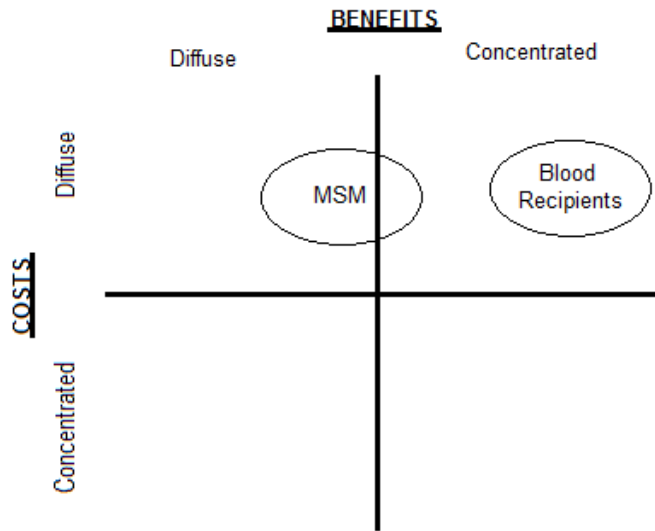 BENEFITS
Diffuse
Concentrated
Diffuse
MSM
Blood
Recipients
COSTS
Concentrated